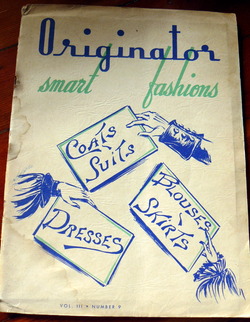 Originator
smart fashions
COATS
SUITS
BLOUSES
SKIRTS
DRESSES
VOL. III • NUMBER 9